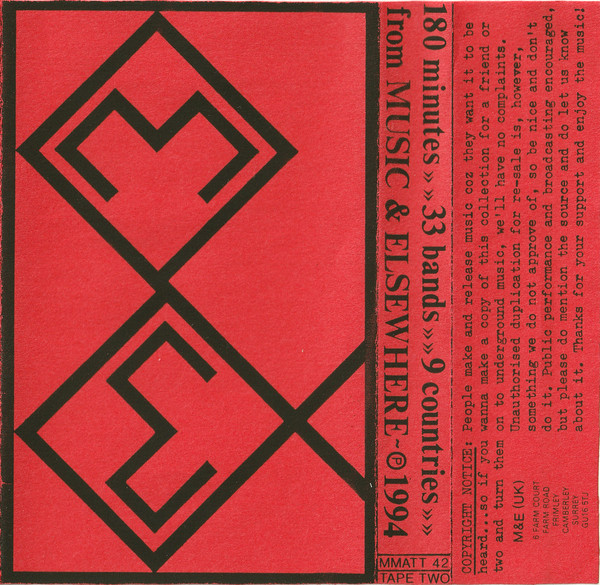 M
E
180 minutes »» 33 bands »» 9 countries »»
from MUSIC & ELSEWHERE~℗1994
MMATT 42
TAPE TWO
COPYRIGHT NOTICE: People make and release music coz they want it to be
heard...so if you wanna make a copy of this collection for a friend or
two and turn them on to underground music, we'll have no complaints.
Unauthorised duplication for re-sale is, however,
something we do not approve of, so be nice and don't
do it. Public performance and broadcasting encouraged,
but please do mention the source and do let us know
about it. Thanks for your support and enjoy the music!
M&E (UK)
6 FARM COURT
FARM ROAD
FRIMLEY
CAMBERLEY
SURREY
GU16 5TJ